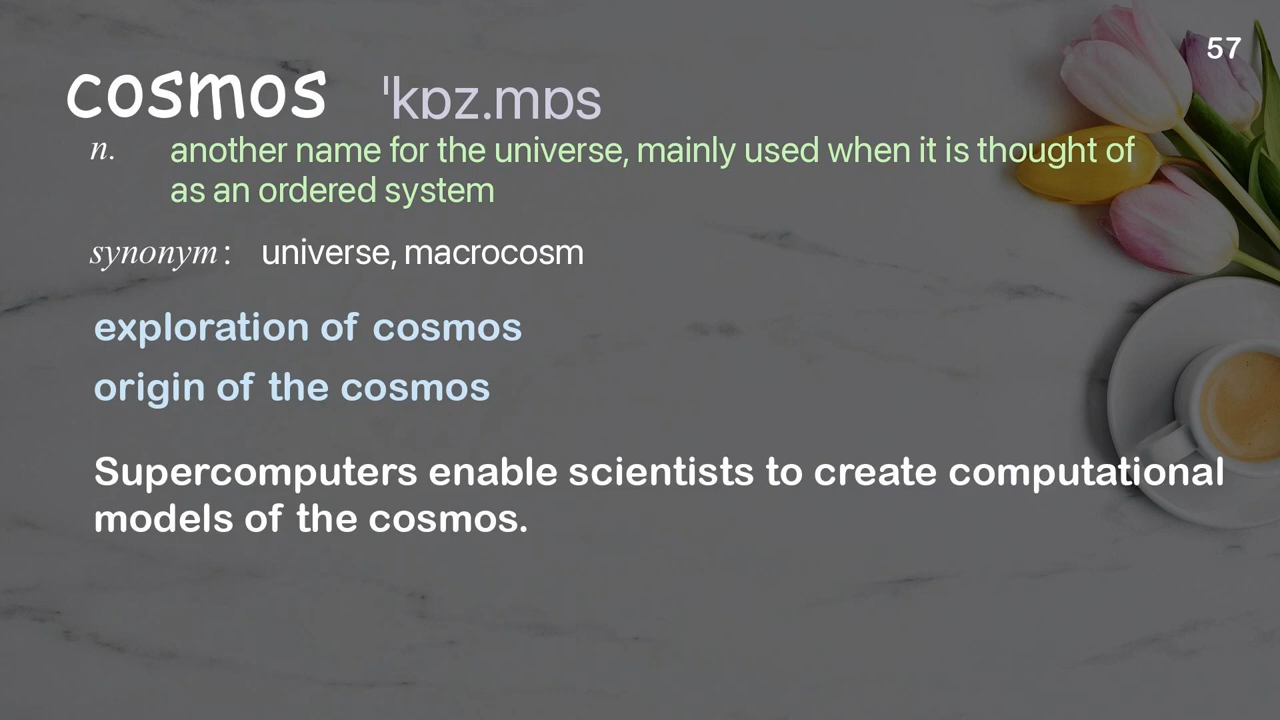 57
cosmos ˈkɒz.mɒs
n. another name for the universe, mainly used when it is thought of
as an ordered system
synonym: universe, macrocosm
exploration of cosmos
origin of the cosmos
Supercomputers enable scientists to create computational
models of the cosmos.